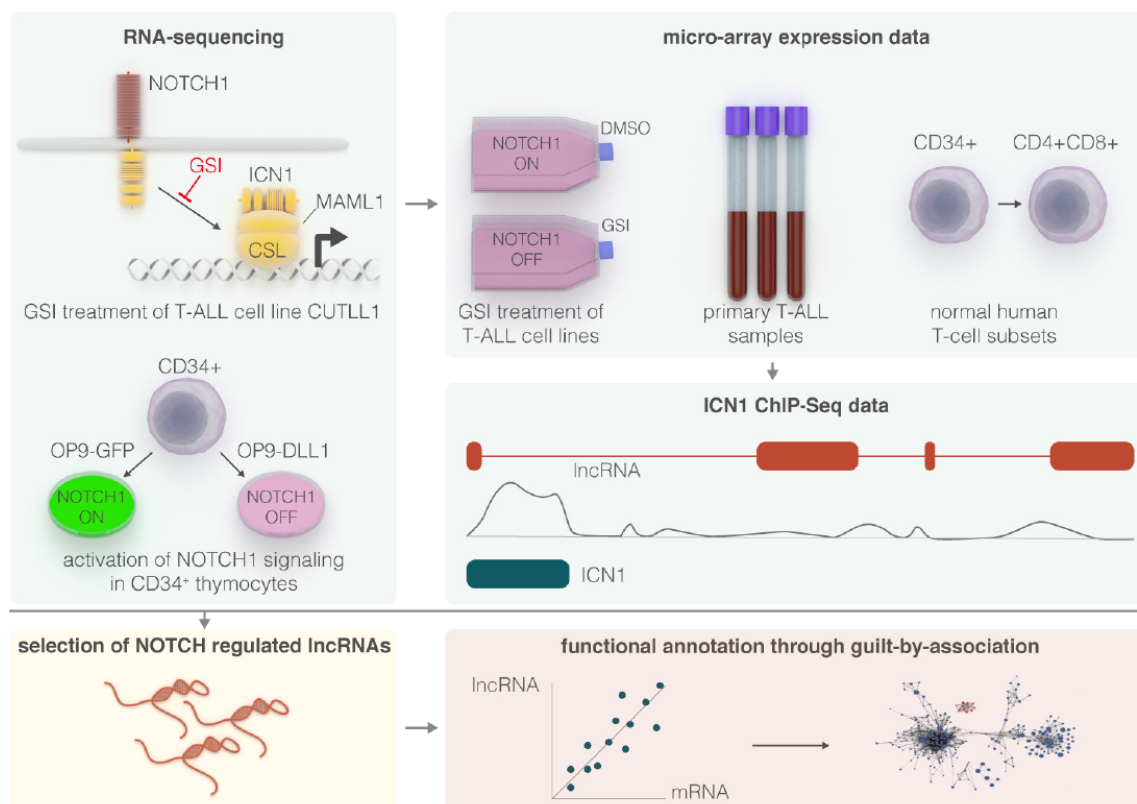 RNA-sequencing
NOTCH1
GSI
ICN1
MAML1
CSL
GSI treatment of T-ALL cell line CUTLL1
CD34+
OP9-GFP
OP9-DLL1
NOTCH1
ON
NOTCH1
OFF
activation of NOTCH1 signaling
in CD34⁺ thymocytes
micro-array expression data
DMSO
NOTCH1
ON
GSI
NOTCH1
OFF
GSI treatment of
T-ALL cell lines
primary T-ALL
samples
CD34+
CD4+CD8+
normal human
T-cell subsets
ICN1 ChIP-Seq data
lncRNA
ICN1
selection of NOTCH regulated lncRNAs
functional annotation through guilt-by-association
lncRNA
mRNA